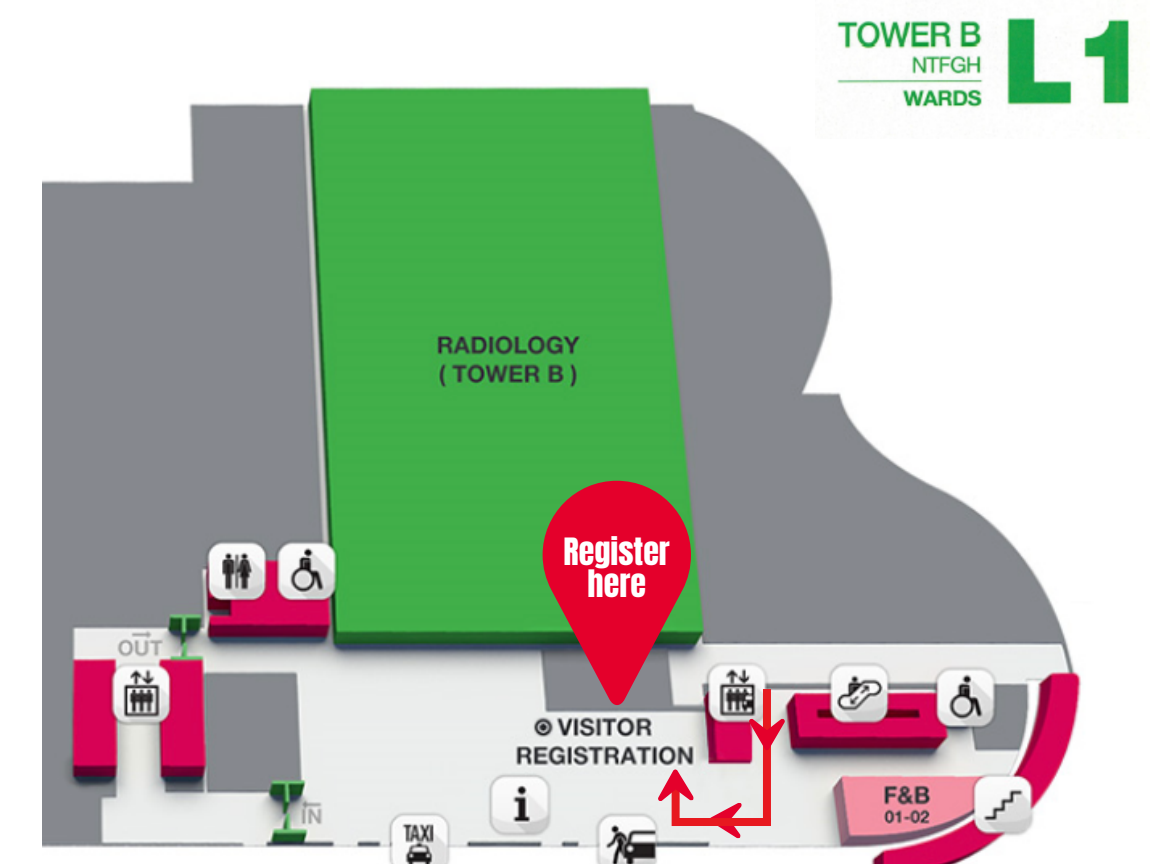 TOWER B
NTFGH
WARDS
L1
RADIOLOGY
( TOWER B )
Register
here
OUT
VISITOR
REGISTRATION
F&B
01-02
i
IN
TAXI